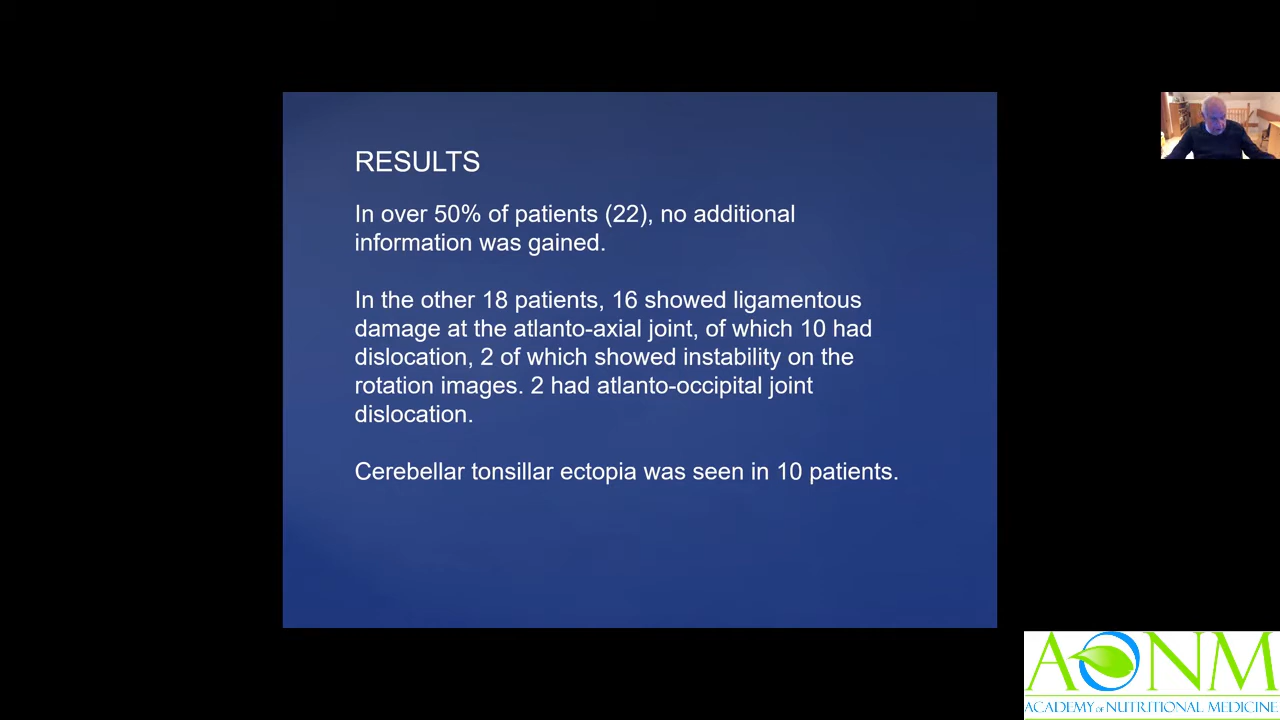 RESULTS
In over 50% of patients (22), no additional
information was gained.
In the other 18 patients, 16 showed ligamentous
damage at the atlanto-axial joint, of which 10 had
dislocation, 2 of which showed instability on the
rotation images. 2 had atlanto-occipital joint
dislocation.
Cerebellar tonsillar ectopia was seen in 10 patients.
AONM
ACADEMY of NUTRITIONAL MEDICINE